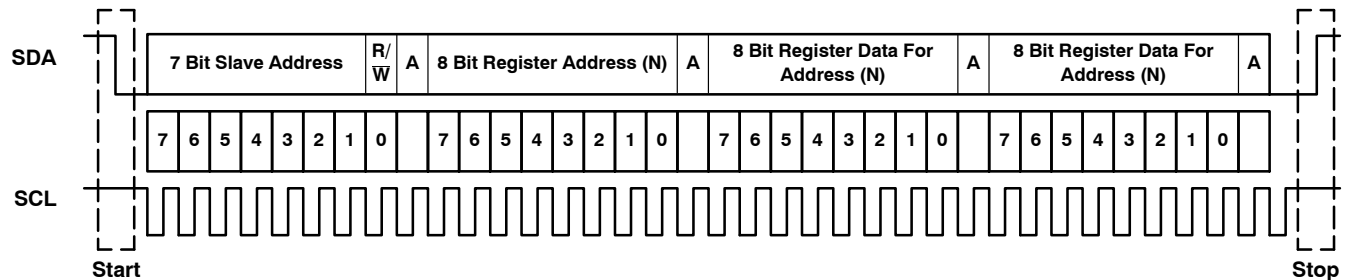 SDA
7 Bit Slave Address
R/
W
A
8 Bit Register Address (N)
A
8 Bit Register Data For
Address (N)
A
8 Bit Register Data For
Address (N)
A
7 6 5 4 3 2 1 0 7 6 5 4 3 2 1 0 7 6 5 4 3 2 1 0 7 6 5 4 3 2 1 0
SCL
Start
Stop